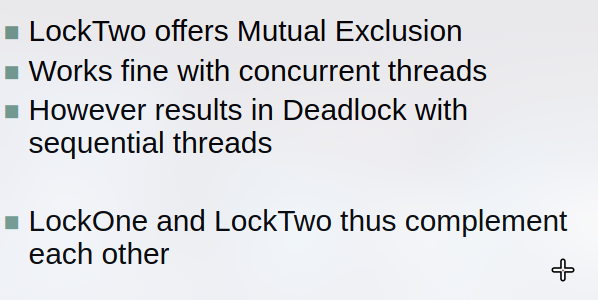 LockTwo offers Mutual Exclusion
Works fine with concurrent threads
However results in Deadlock with
sequential threads
LockOne and LockTwo thus complement
each other